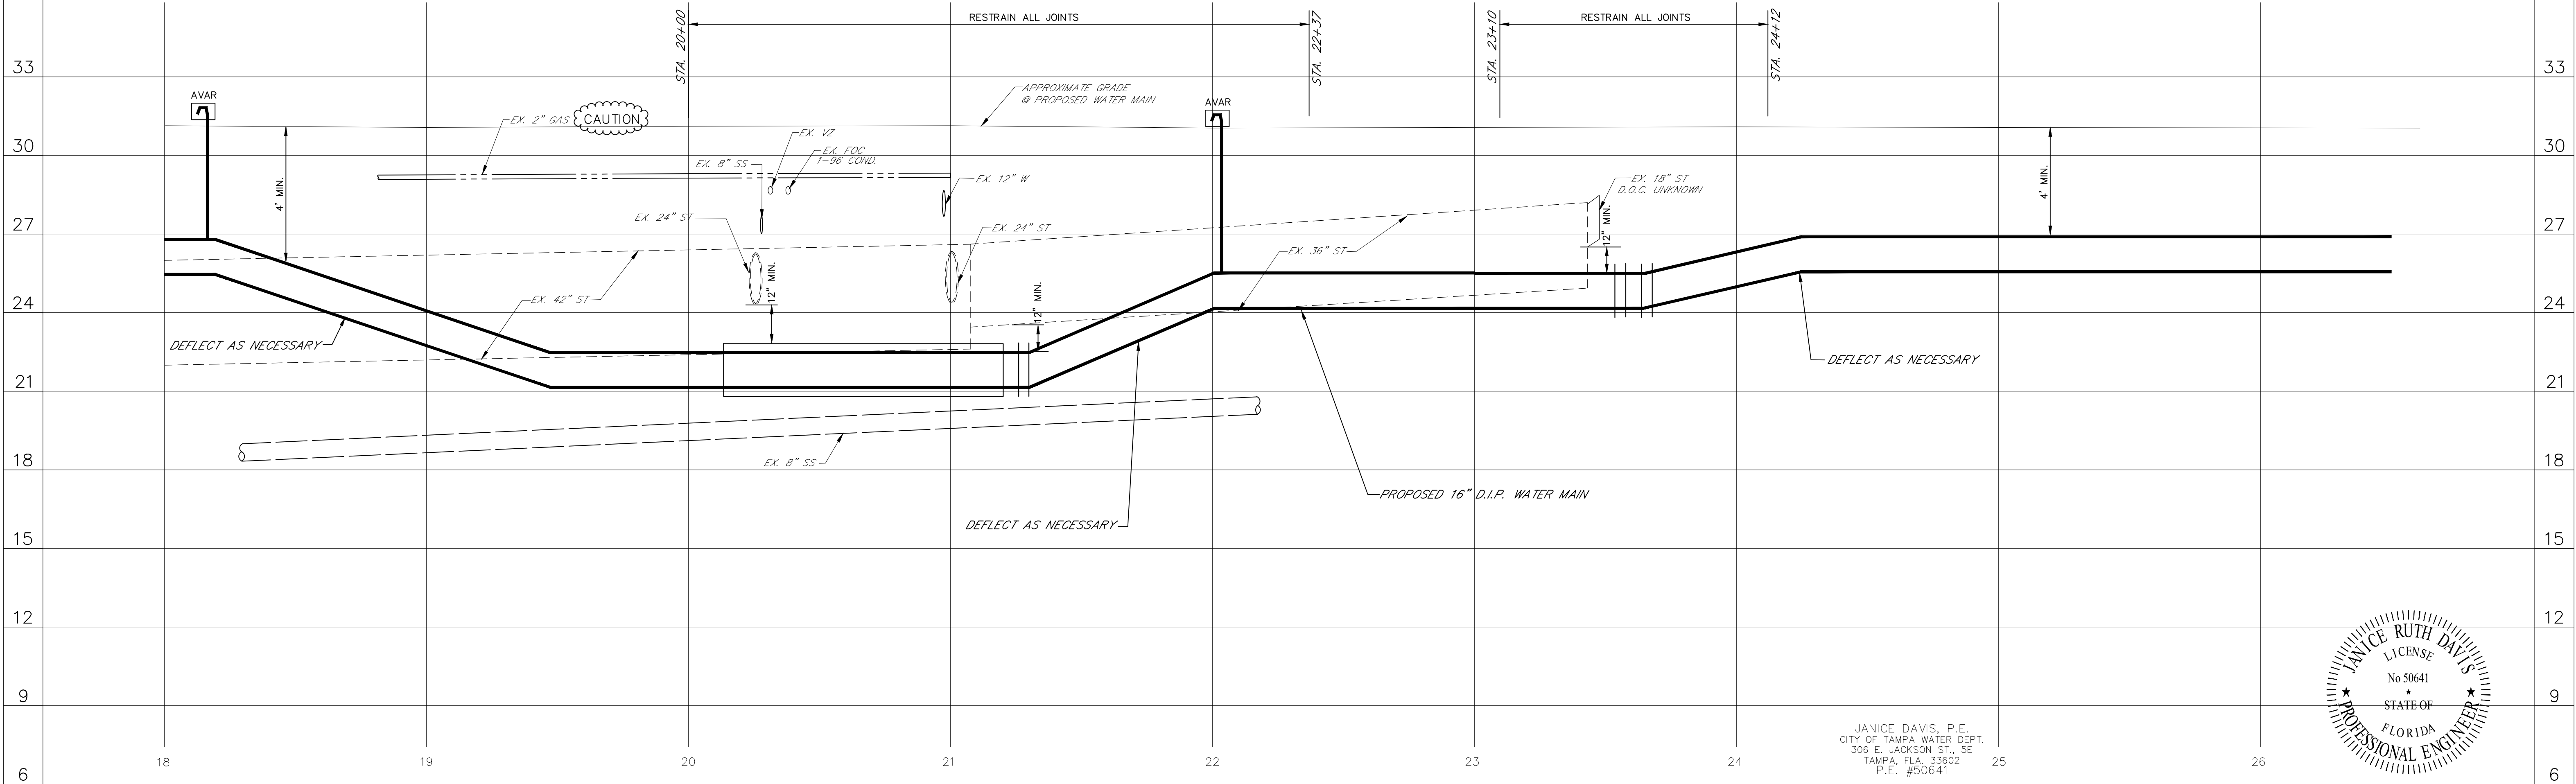 RESTRAIN ALL JOINTS
RESTRAIN ALL JOINTS
STA. 20+00
STA. 22+37
STA. 23+10
STA. 24+12
33
33
AVAR
APPROXIMATE GRADE
@ PROPOSED WATER MAIN
AVAR
EX. 2" GAS
CAUTION
EX. VZ
30
30
EX. FOC
1-96 COND.
EX. 8" SS
EX. 12" W
EX. 18" ST
D.O.C. UNKNOWN
4' MIN.
4' MIN.
EX. 24" ST
27
27
EX. 24" ST
12" MIN.
EX. 36" ST
12" MIN.
EX. 42" ST
24
24
12" MIN.
DEFLECT AS NECESSARY
DEFLECT AS NECESSARY
21
21
EX. 8" SS
18
18
PROPOSED 16" D.I.P. WATER MAIN
DEFLECT AS NECESSARY
15
15
12
12
9
9
JANICE RUTH DAVIS
LICENSE
No 50641
STATE OF
FLORIDA
PROFESSIONAL ENGINEER
JANICE DAVIS, P.E.
CITY OF TAMPA WATER DEPT.
306 E. JACKSON ST., 5E
TAMPA, FLA. 33602
P.E. #50641
18
19
20
21
22
23
24
25
26
6
6